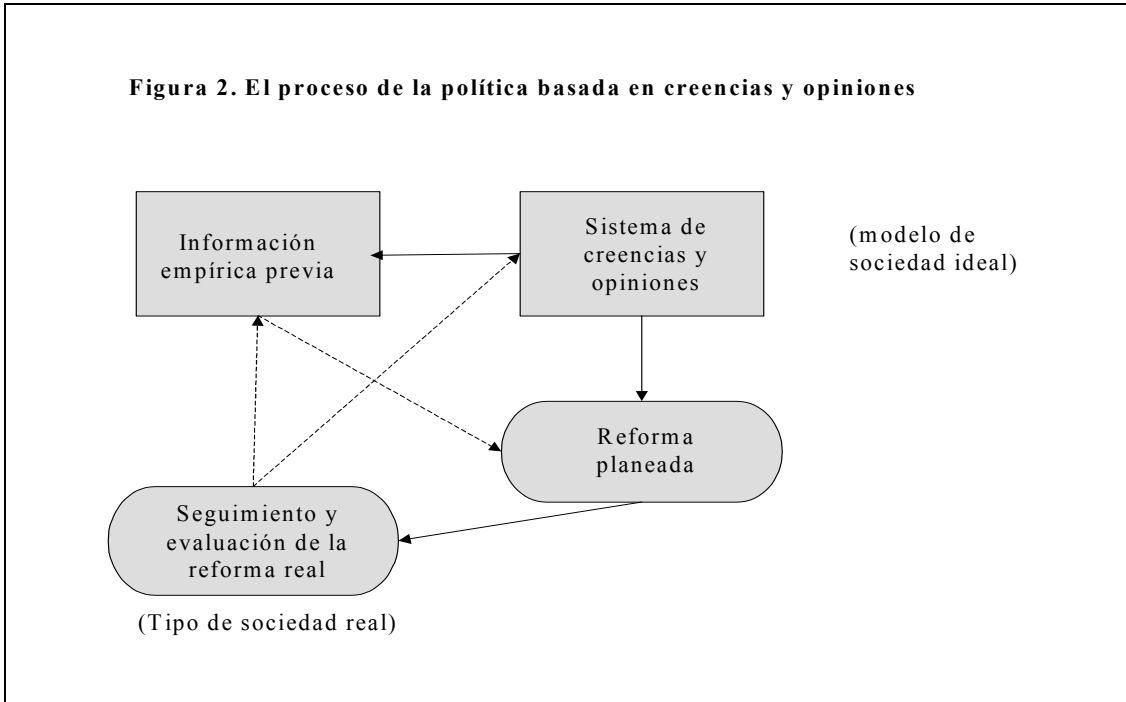 Figura 2. El proceso de la política basada en creencias y opiniones
Información
empírica previa
Sistema de
creencias y
opiniones
(modelo de
sociedad ideal)
Reforma
planeada
Seguimiento y
evaluación de la
reforma real
(Tipo de sociedad real)